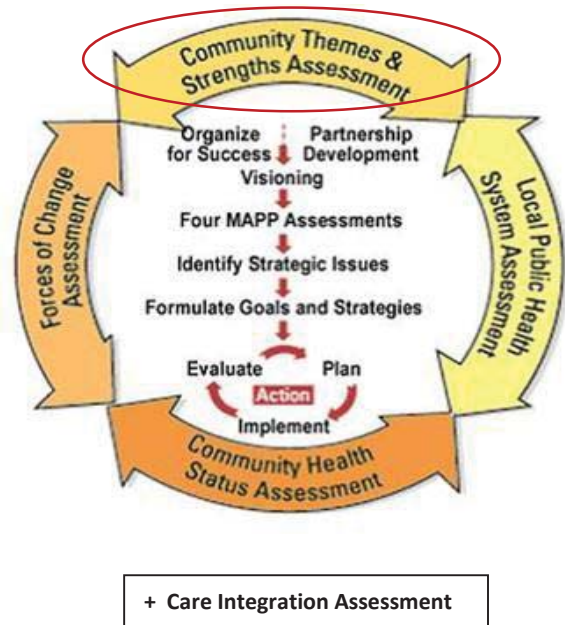 Community Themes &
Strengths Assessment
Organize
for Success
Partnership
Development
Visioning
Four MAPP Assessments
Identify Strategic Issues
Formulate Goals and Strategies
Evaluate
Plan
Action
Implement
Forces of Change
Assessment
Local Public Health
System Assessment
Community Health
Status Assessment
+ Care Integration Assessment